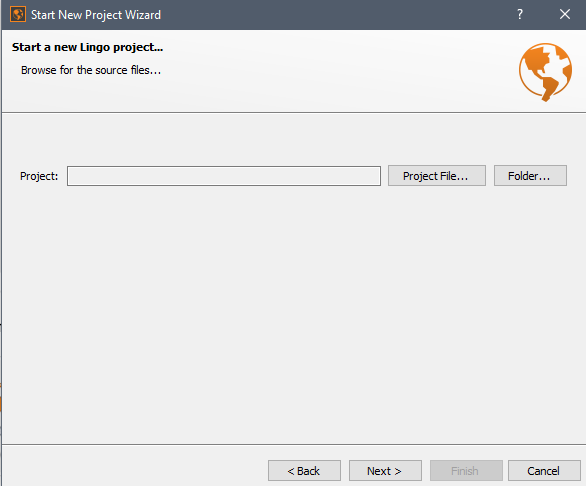 Start New Project Wizard ?
Start a new Lingo project...
Browse for the source files...
Project: Project File... Folder...
< Back Next > Finish Cancel